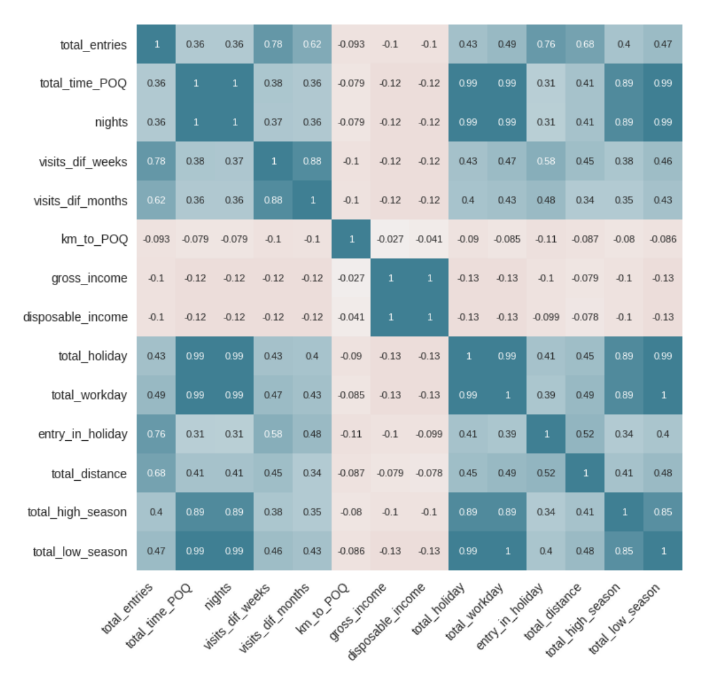 total_entries 1 0.36 0.36 0.78 0.62 -0.093 -0.1 -0.1 0.43 0.49 0.76 0.68 0.4 0.47
total_time_POQ 0.36 1 1 0.38 0.36 -0.079 -0.12 -0.12 0.99 0.99 0.31 0.41 0.89 0.99
nights 0.36 1 1 0.37 0.36 -0.079 -0.12 -0.12 0.99 0.99 0.31 0.41 0.89 0.99
visits_dif_weeks 0.78 0.38 0.37 1 0.88 -0.1 -0.12 -0.12 0.43 0.47 0.58 0.45 0.38 0.46
visits_dif_months 0.62 0.36 0.36 0.88 1 -0.1 -0.12 -0.12 0.4 0.43 0.48 0.34 0.35 0.43
km_to_POQ -0.093 -0.079 -0.079 -0.1 -0.1 1 -0.027 -0.041 -0.09 -0.085 -0.11 -0.087 -0.08 -0.086
gross_income -0.1 -0.12 -0.12 -0.12 -0.12 -0.027 1 1 -0.13 -0.13 -0.1 -0.079 -0.1 -0.13
disposable_income -0.1 -0.12 -0.12 -0.12 -0.12 -0.041 1 1 -0.13 -0.13 -0.099 -0.078 -0.1 -0.13
total_holiday 0.43 0.99 0.99 0.43 0.4 -0.09 -0.13 -0.13 1 0.99 0.41 0.45 0.89 0.99
total_workday 0.49 0.99 0.99 0.47 0.43 -0.085 -0.13 -0.13 0.99 1 0.39 0.49 0.89 1
entry_in_holiday 0.76 0.31 0.31 0.58 0.48 -0.11 -0.1 -0.099 0.41 0.39 1 0.52 0.34 0.4
total_distance 0.68 0.41 0.41 0.45 0.34 -0.087 -0.079 -0.078 0.45 0.49 0.52 1 0.41 0.48
total_high_season 0.4 0.89 0.89 0.38 0.35 -0.08 -0.1 -0.1 0.89 0.89 0.34 0.41 1 0.85
total_low_season 0.47 0.99 0.99 0.46 0.43 -0.086 -0.13 -0.13 0.99 1 0.4 0.48 0.85 1
total_entries total_time_POQ nights visits_dif_weeks visits_dif_months km_to_POQ gross_income disposable_income total_holiday total_workday entry_in_holiday total_distance total_high_season total_low_season